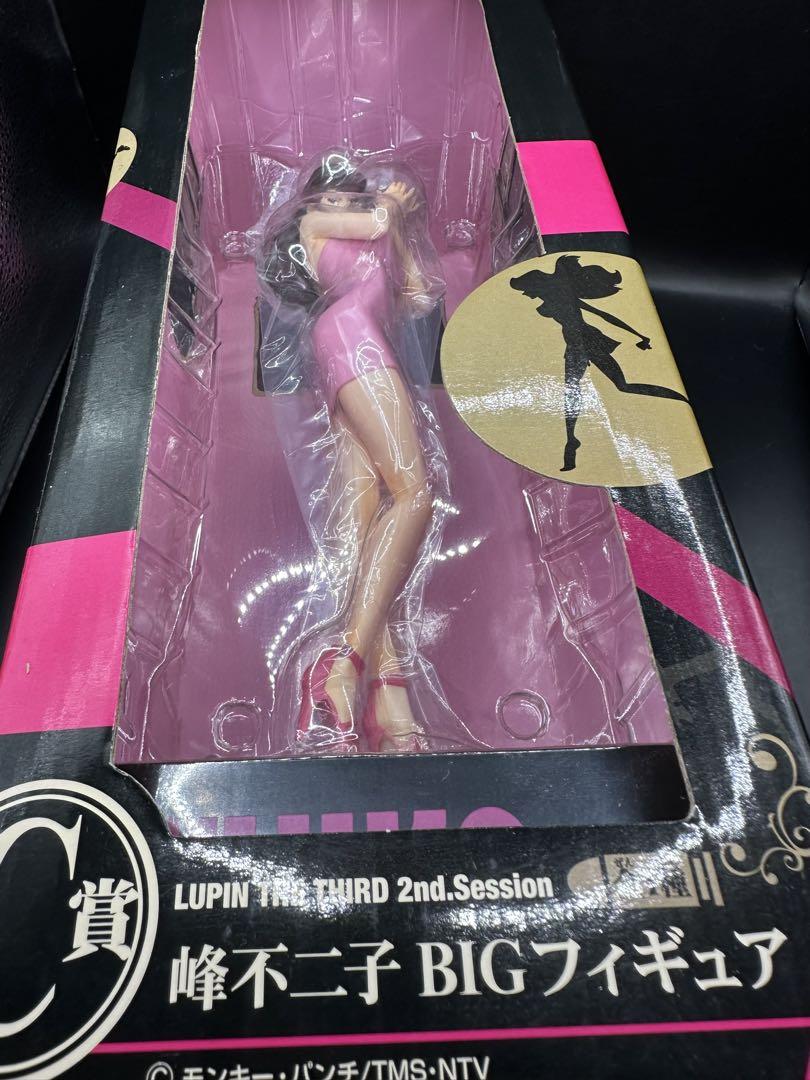 C賞
LUPIN THE THIRD 2nd.Session
峰不二子 BIGフィギュア
© モンキー・パンチ/TMS・NTV